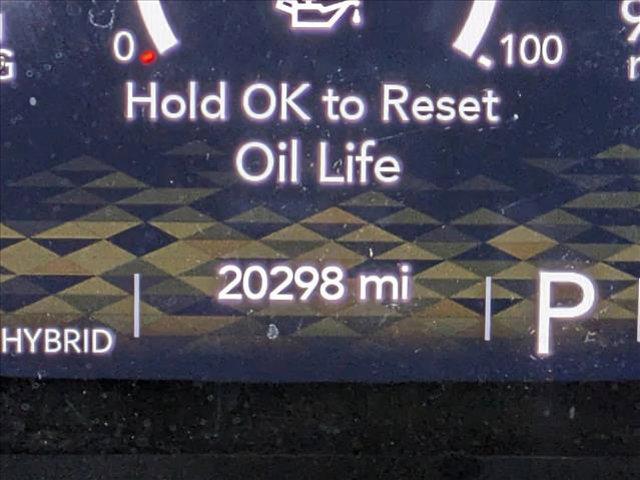 0 100
Hold OK to Reset
Oil Life
20298 mi
P
HYBRID